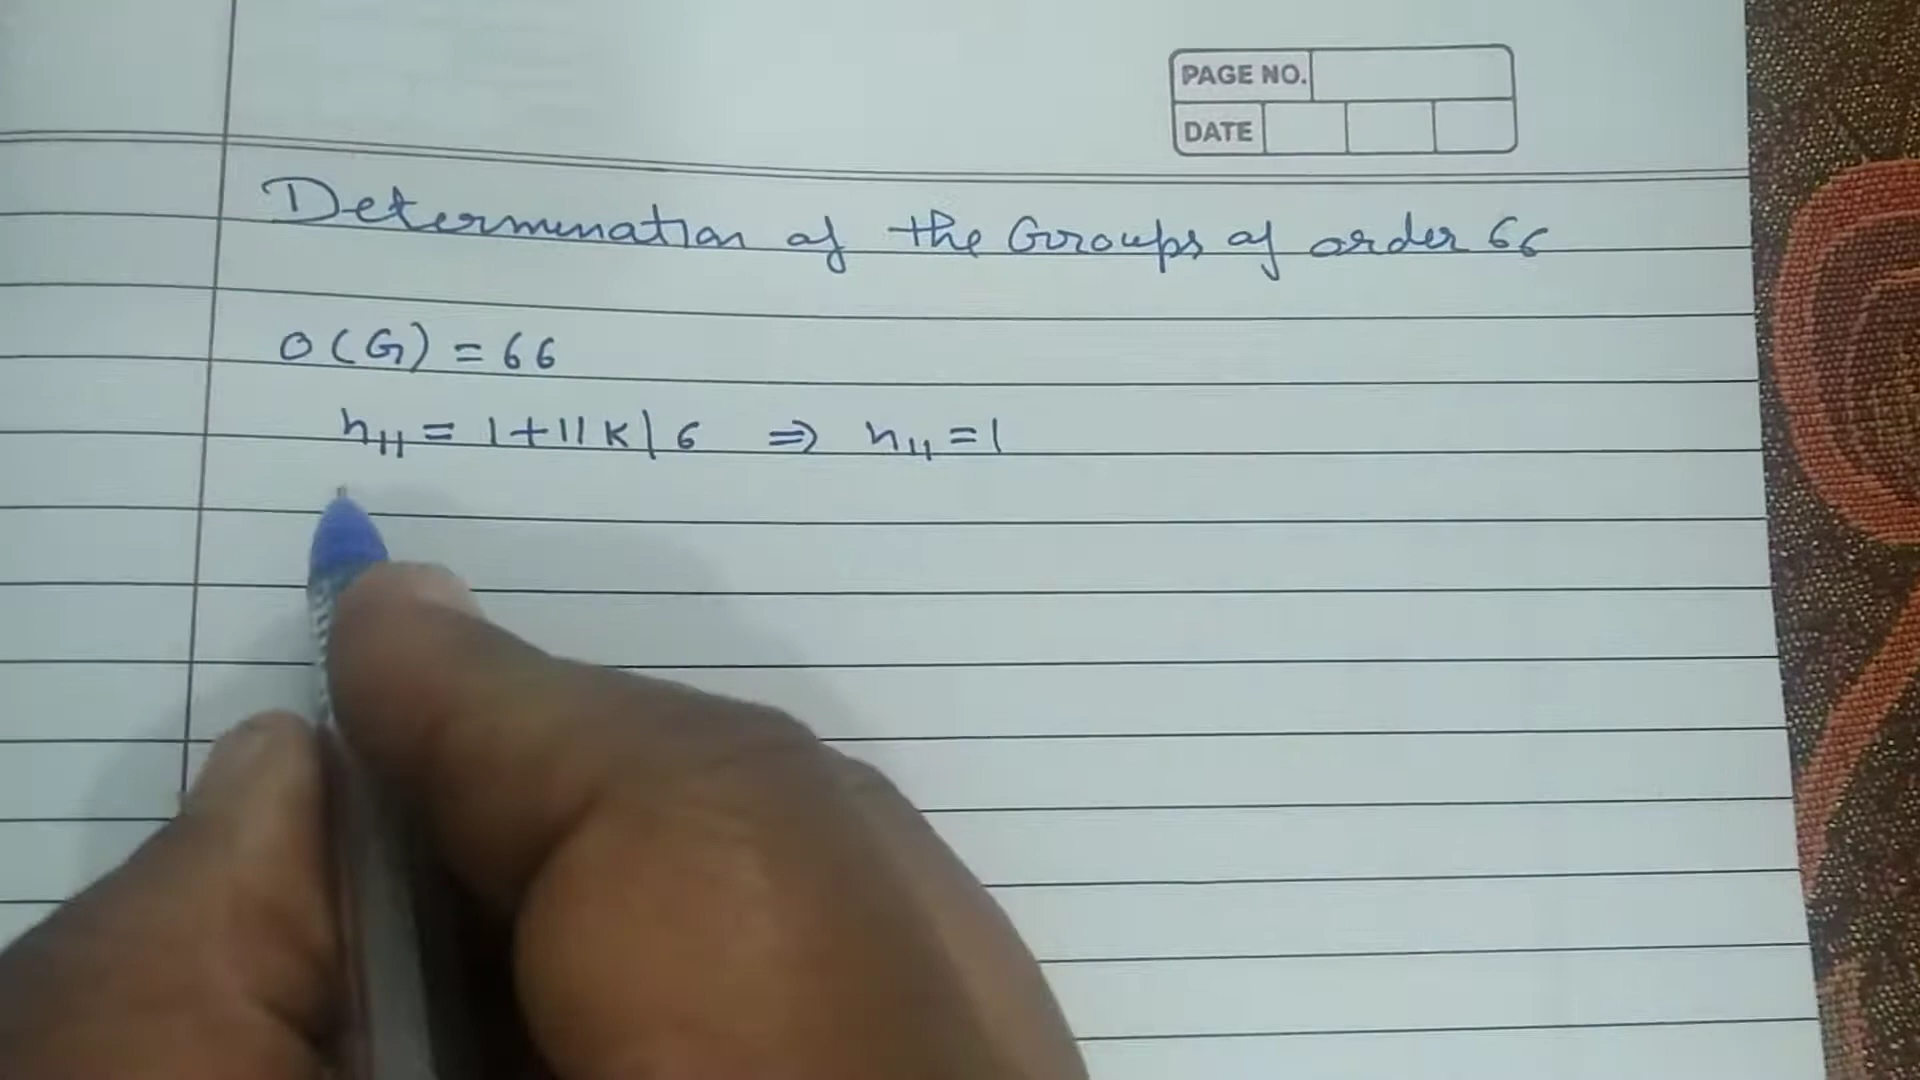 PAGE NO.
DATE
Determination of the Groups of order 66
O(G) = 66
n₁₁ = 1+11K|6 ⇒ n₁₁ = 1